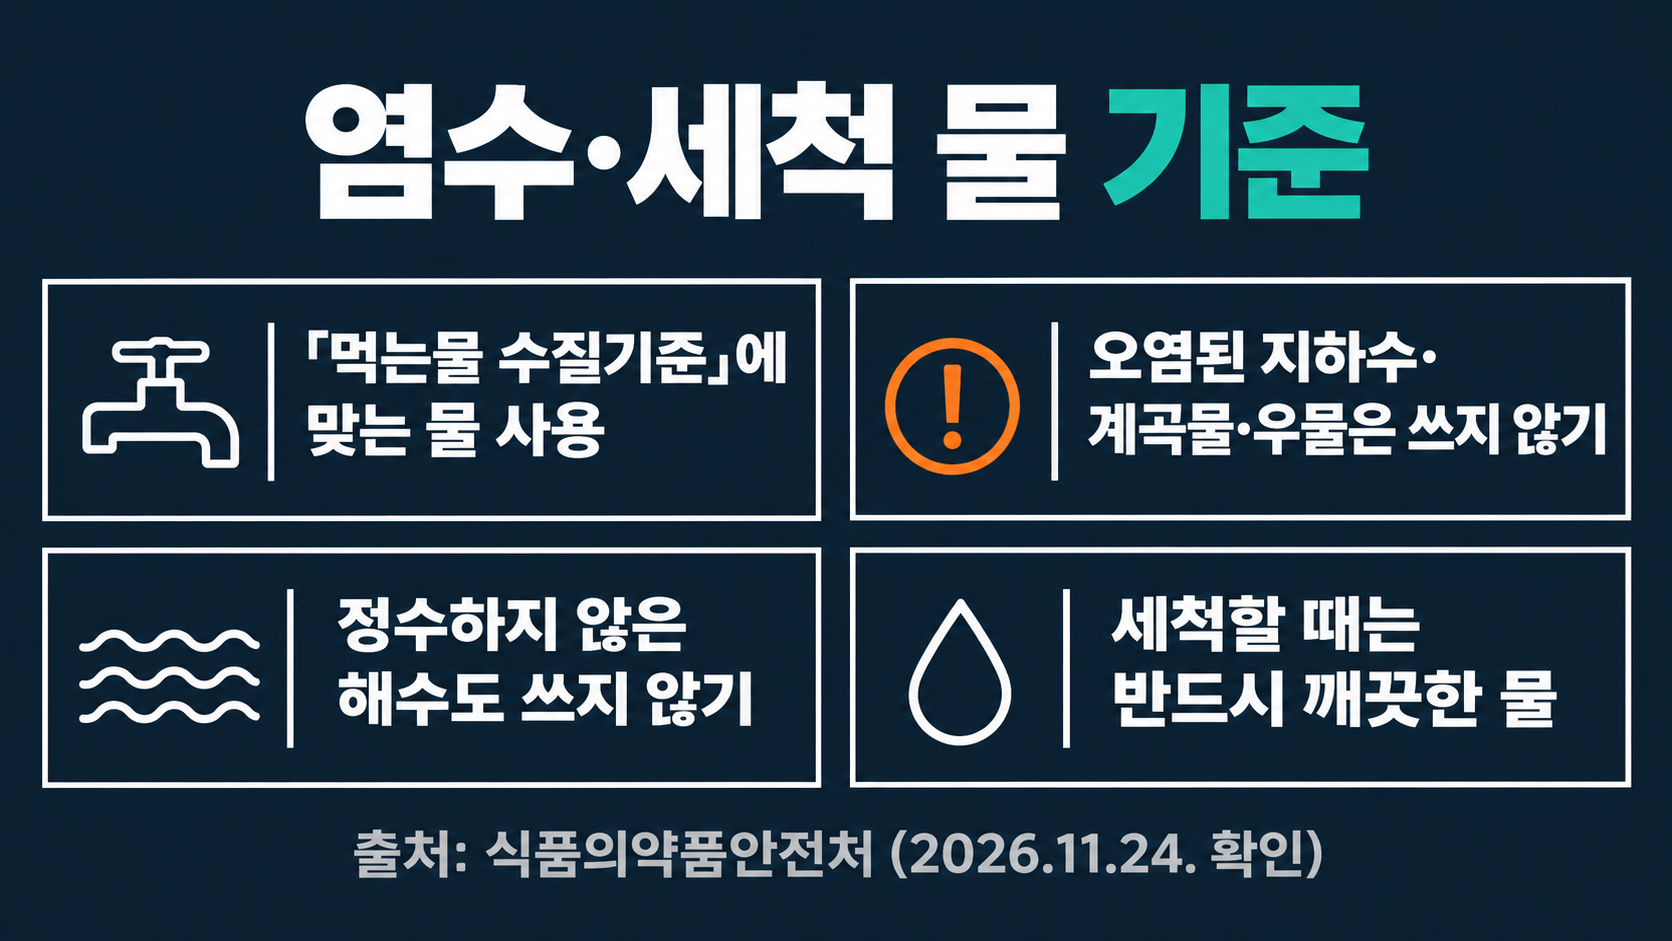 염수·세척 물 기준
「먹는물 수질기준」에
맞는 물 사용
오염된 지하수·
계곡물·우물은 쓰지 않기
정수하지 않은
해수도 쓰지 않기
세척할 때는
반드시 깨끗한 물
출처: 식품의약품안전처 (2026.11.24. 확인)